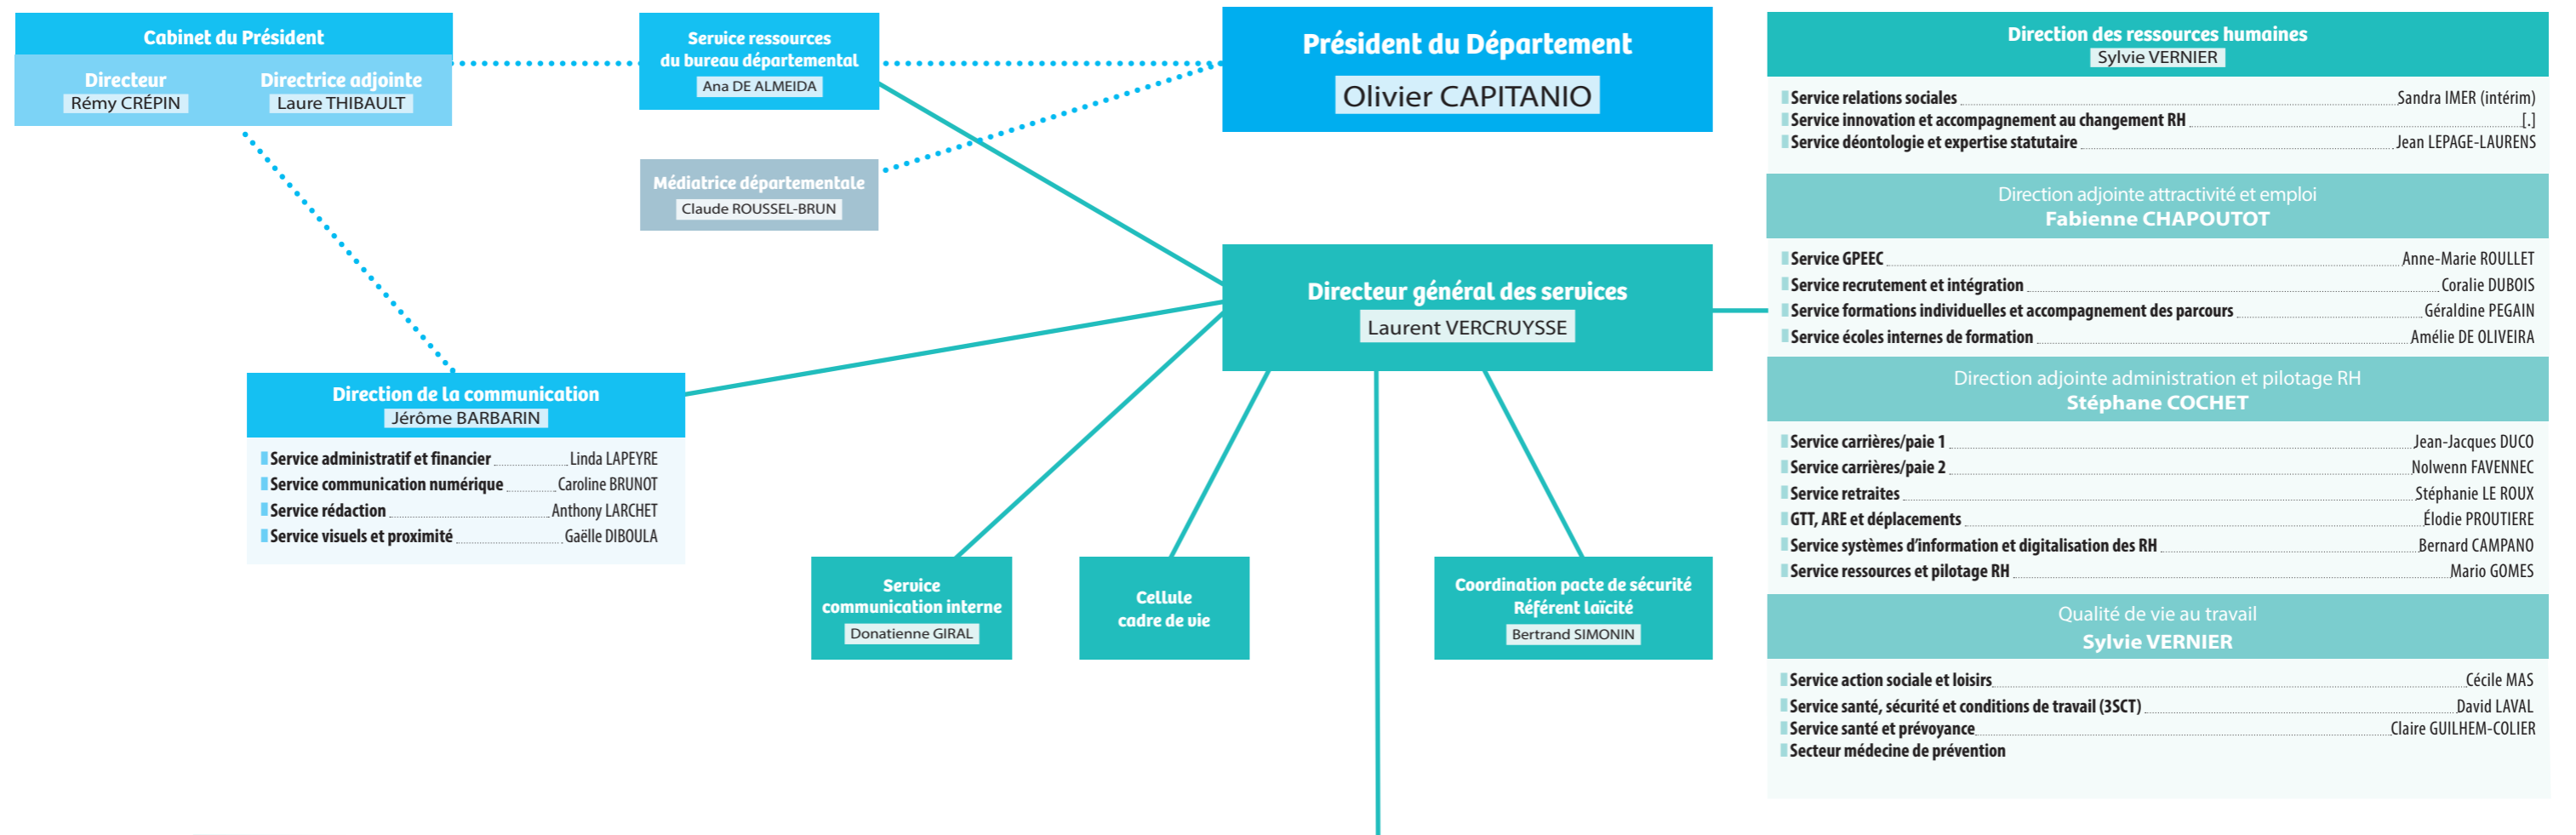 Cabinet du Président
Directeur
Rémy CRÉPIN
Directrice adjointe
Laure THIBAULT
Service ressources
du bureau départemental
Ana DE ALMEIDA
Médiatrice départementale
Claude ROUSSEL-BRUN
Président du Département
Olivier CAPITANIO
Directeur général des services
Laurent VERCRUYSSE
Direction de la communication
Jérôme BARBARIN
Service administratif et financier Linda LAPEYRE
Service communication numérique Caroline BRUNOT
Service rédaction Anthony LARCHET
Service visuels et proximité Gaëlle DIBOULA
Service
communication interne
Donatienne GIRAL
Cellule
cadre de vie
Coordination pacte de sécurité
Référent laïcité
Bertrand SIMONIN
Direction des ressources humaines
Sylvie VERNIER
Service relations sociales Sandra IMER (intérim)
Service innovation et accompagnement au changement RH [.]
Service déontologie et expertise statutaire Jean LEPAGE-LAURENS
Direction adjointe attractivité et emploi
Fabienne CHAPOUTOT
Service GPEEC Anne-Marie ROULLET
Service recrutement et intégration Coralie DUBOIS
Service formations individuelles et accompagnement des parcours Géraldine PEGAIN
Service écoles internes de formation Amélie DE OLIVEIRA
Direction adjointe administration et pilotage RH
Stéphane COCHET
Service carrières/paie 1 Jean-Jacques DUCO
Service carrières/paie 2 Nolwenn FAVENNEC
Service retraites Stéphanie LE ROUX
GTT, ARE et déplacements Élodie PROUTIERE
Service systèmes d'information et digitalisation des RH Bernard CAMPANO
Service ressources et pilotage RH Mario GOMES
Qualité de vie au travail
Sylvie VERNIER
Service action sociale et loisirs Cécile MAS
Service santé, sécurité et conditions de travail (3SCT) David LAVAL
Service santé et prévoyance Claire GUILHEM-COLIER
Secteur médecine de prévention